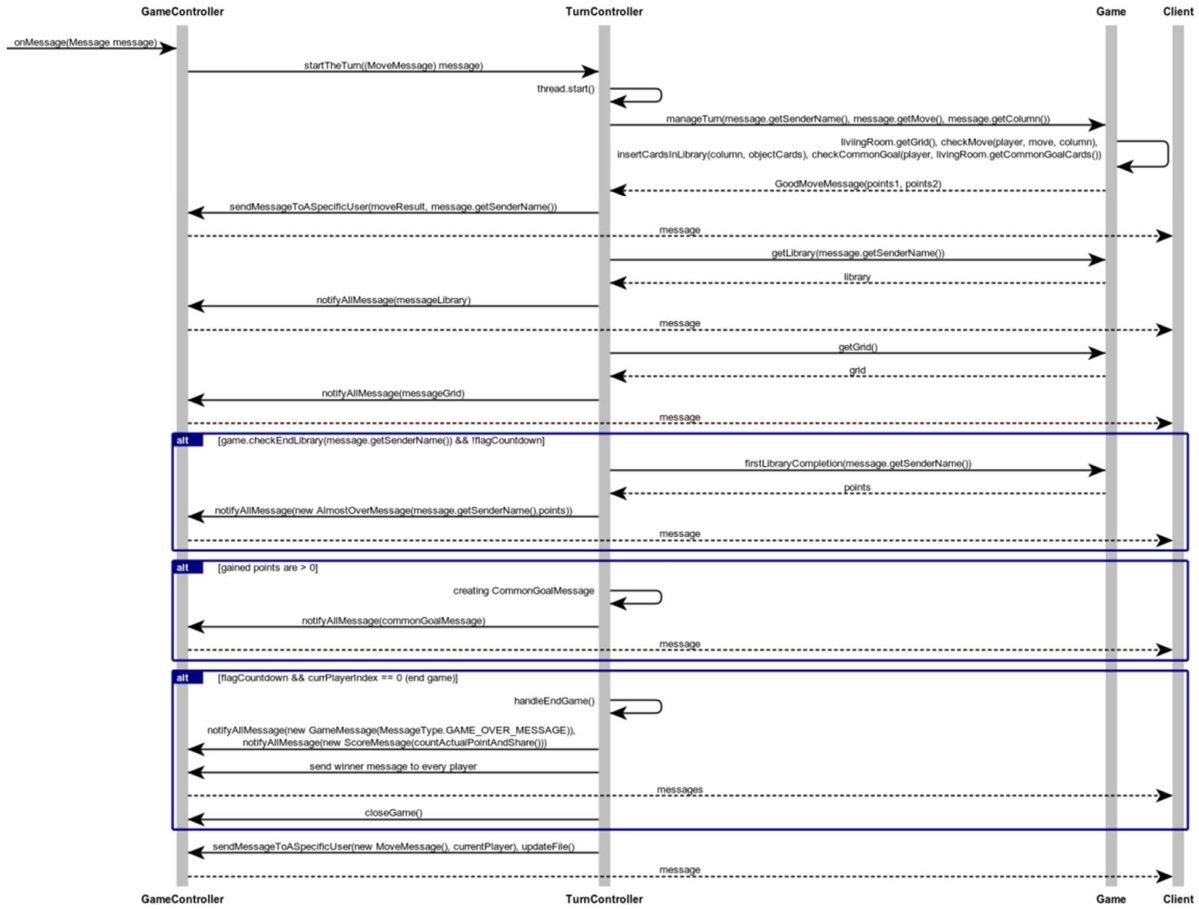 GameController TurnController Game Client
onMessage(Message message)
startTheTurn((MoveMessage) message)
thread.start()
manageTurn(message.getSenderName(), message.getMove(), message.getColumn())
liviingRoom.getGrid(), checkMove(player, move, column),
insertCardsInLibrary(column, objectCards), checkCommonGoal(player, livingRoom.getCommonGoalCards())
GoodMoveMessage(points1, points2)
sendMessageToASpecificUser(moveResult, message.getSenderName())
message
getLibrary(message.getSenderName())
library
notifyAllMessage(messageLibrary)
message
getGrid()
grid
notifyAllMessage(messageGrid)
message
alt [game.checkEndLibrary(message.getSenderName()) && !flagCountdown]
firstLibraryCompletion(message.getSenderName())
points
notifyAllMessage(new AlmostOverMessage(message.getSenderName(),points))
message
alt [gained points are > 0]
creating CommonGoalMessage
notifyAllMessage(commonGoalMessage)
message
alt [flagCountdown && currPlayerIndex == 0 (end game)]
handleEndGame()
notifyAllMessage(new GameMessage(MessageType.GAME_OVER_MESSAGE)),
notifyAllMessage(new ScoreMessage(countActualPointAndShare()))
send winner message to every player
messages
closeGame()
sendMessageToASpecificUser(new MoveMessage(), currentPlayer), updateFile()
message
GameController TurnController Game Client